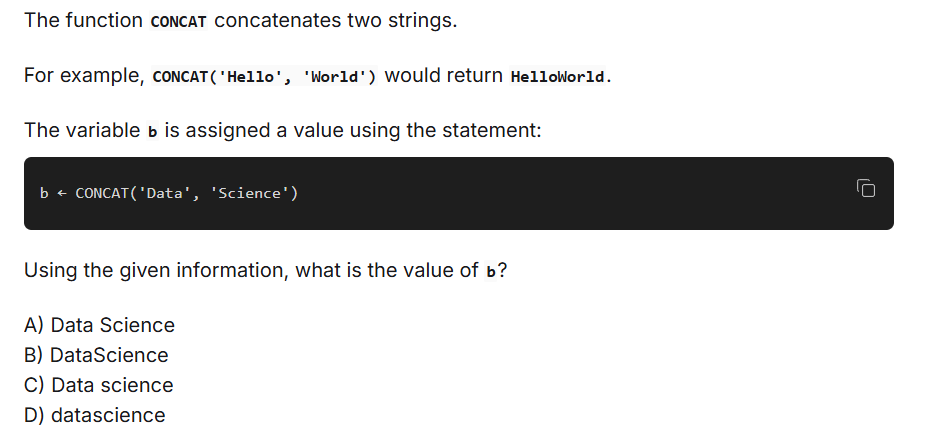 The function CONCAT concatenates two strings.
For example, CONCAT('Hello', 'World') would return HelloWorld.
The variable b is assigned a value using the statement:
b ← CONCAT('Data', 'Science')
Using the given information, what is the value of b?
A) Data Science
B) DataScience
C) Data science
D) datascience